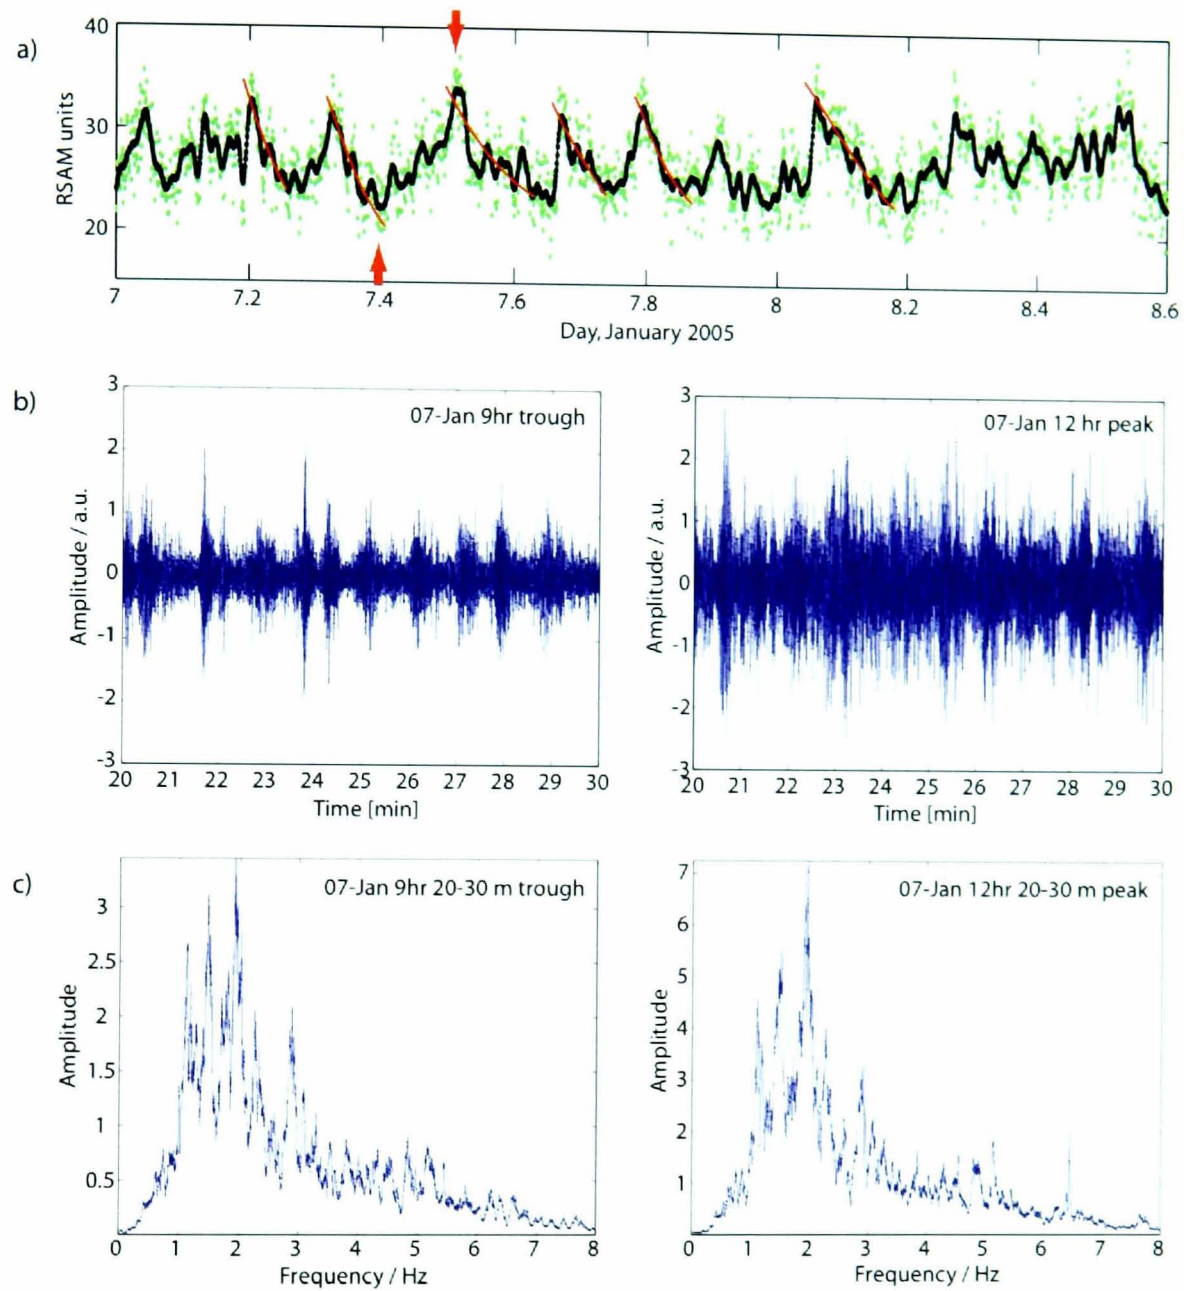 a)
40
30
20
RSAM units
7
7.2
7.4
7.6
7.8
8
8.2
8.4
8.6
Day, January 2005
b)
07-Jan 9hr trough
3
2
1
0
-1
-2
-3
Amplitude / a.u.
20 21 22 23 24 25 26 27 28 29 30
Time [min]
07-Jan 12 hr peak
3
2
1
0
-1
-2
-3
Amplitude / a.u.
20 21 22 23 24 25 26 27 28 29 30
Time [min]
c)
07-Jan 9hr 20-30 m trough
3
2.5
2
1.5
1
0.5
Amplitude
0 1 2 3 4 5 6 7 8
Frequency / Hz
07-Jan 12hr 20-30 m peak
7
6
5
4
3
2
1
Amplitude
0 1 2 3 4 5 6 7 8
Frequency / Hz